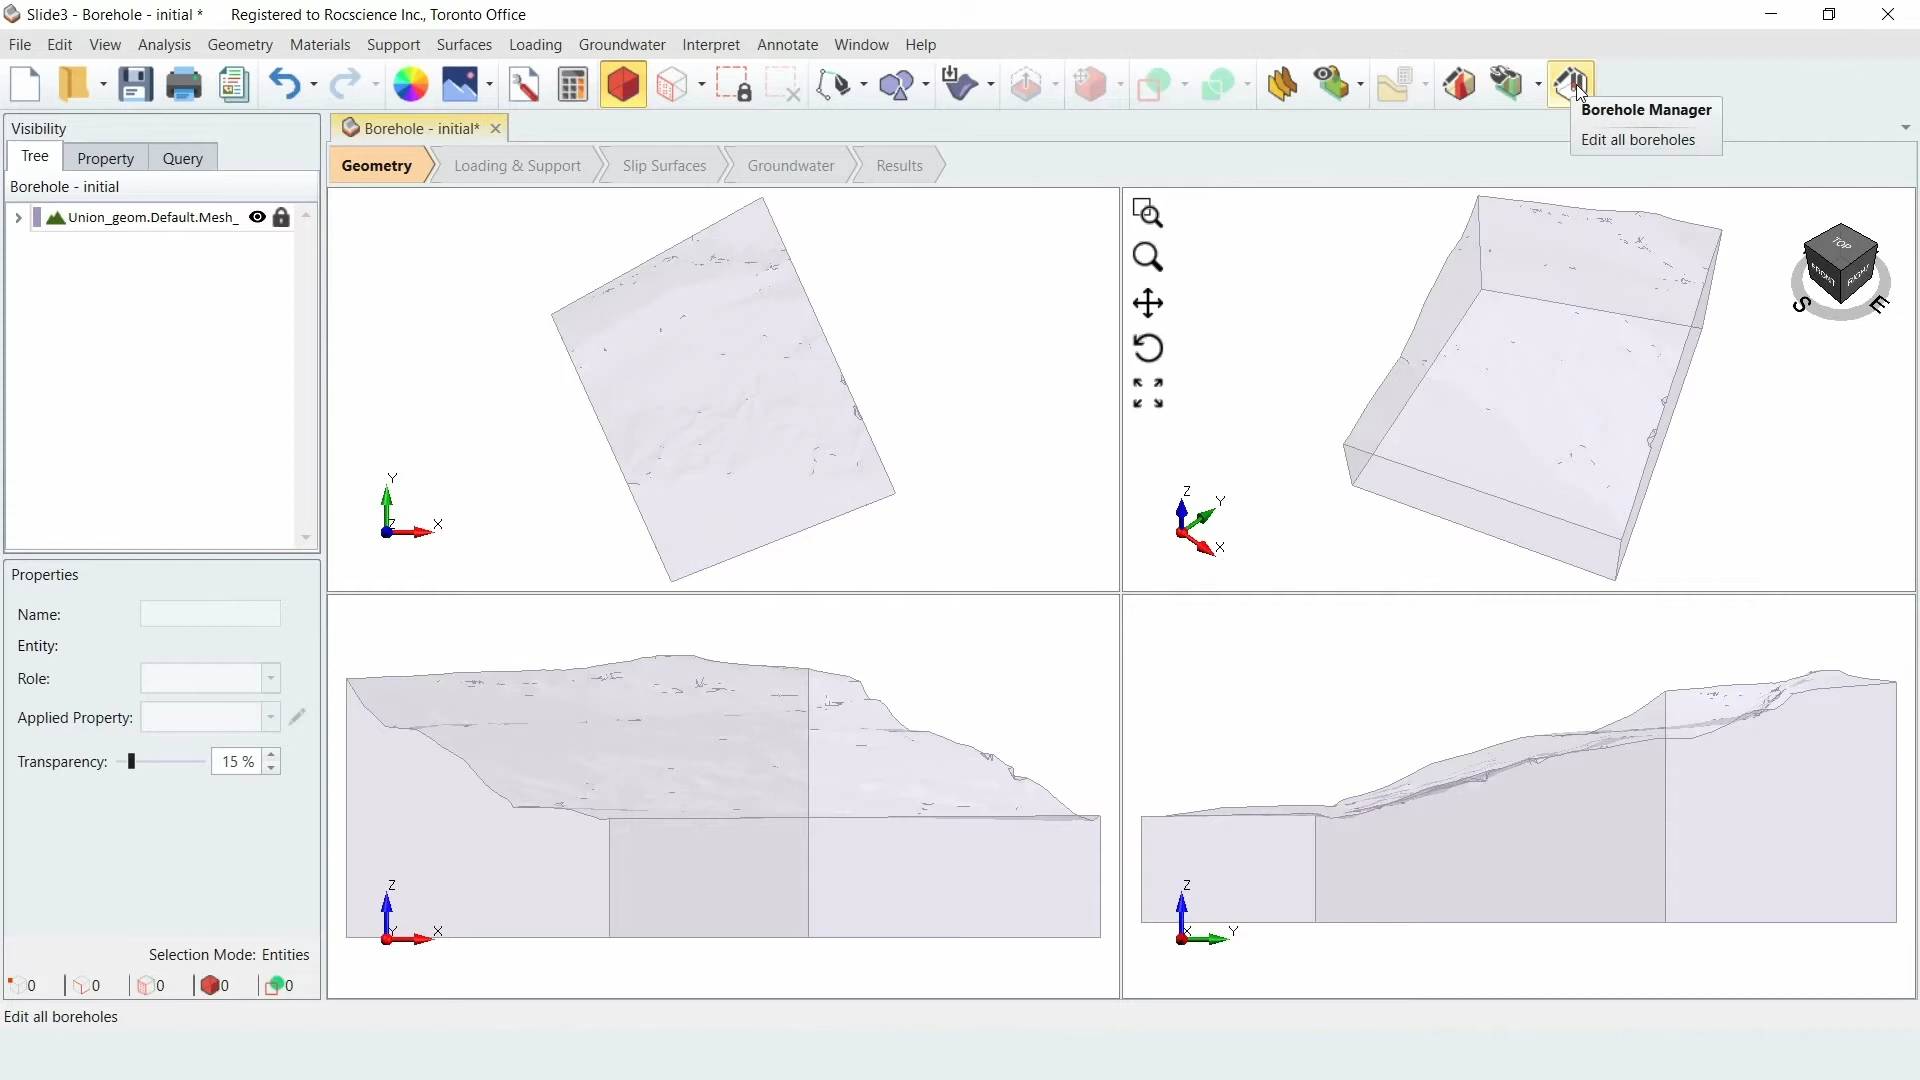 Slide3 - Borehole - initial * Registered to Rocscience Inc., Toronto Office
File Edit View Analysis Geometry Materials Support Surfaces Loading Groundwater Interpret Annotate Window Help
Borehole Manager
Edit all boreholes
Visibility
Tree Property Query
Borehole - initial
Union_geom.Default.Mesh_
Borehole - initial*
Geometry Loading & Support Slip Surfaces Groundwater Results
TOP
FRONT RIGHT
S E
Y
Z X
Z Y
X
Z
Y X
Z
X Y
Properties
Name:
Entity:
Role:
Applied Property:
Transparency: 15 %
Selection Mode: Entities
0 0 0 0 0
Edit all boreholes